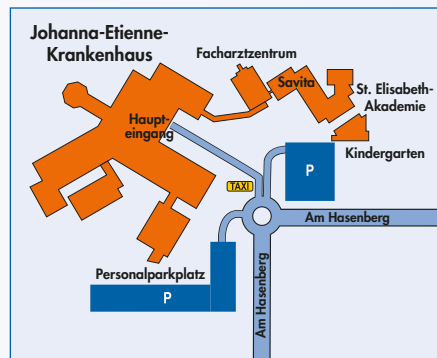 Johanna-Etienne-
Krankenhaus
Facharztzentrum
Savita
St. Elisabeth-
Akademie
Haupt-
eingang
Kindergarten
P
TAXI
Am Hasenberg
Personalparkplatz
P
Am Hasenberg